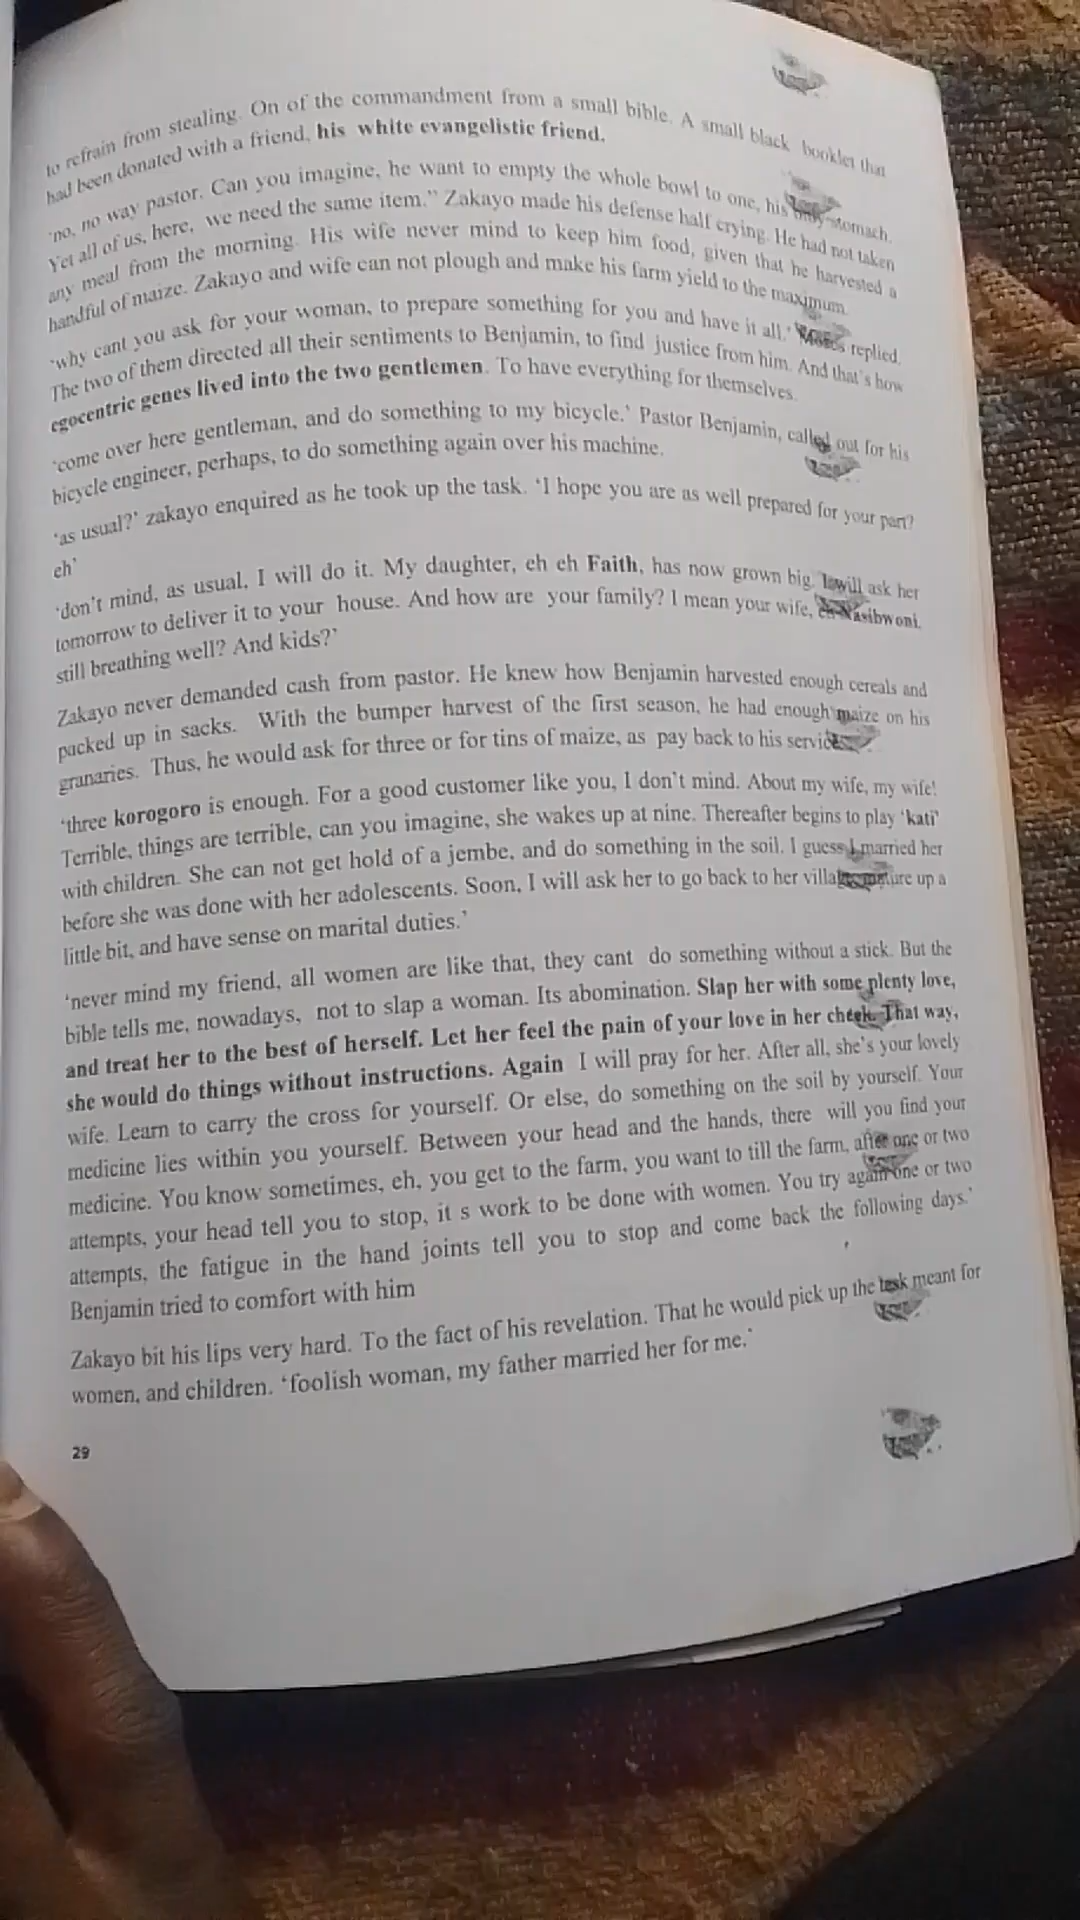 to refrain from stealing. On of the commandment from a small bible. A small black booklet that
had been donated with a friend, his white evangelistic friend.
'no, no way pastor. Can you imagine, he want to empty the whole bowl to one, his only stomach.
Yet all of us, here, we need the same item." Zakayo made his defense half crying. He had not taken
any meal from the morning. His wife never mind to keep him food, given that he harvested a
handful of maize. Zakayo and wife can not plough and make his farm yield to the maximum.
'why cant you ask for your woman, to prepare something for you and have it all.' Moses replied.
The two of them directed all their sentiments to Benjamin, to find justice from him. And that's how
egocentric genes lived into the two gentlemen. To have everything for themselves.
'come over here gentleman, and do something to my bicycle.' Pastor Benjamin, called out for his
bicycle engineer, perhaps, to do something again over his machine.
'as usual?' zakayo enquired as he took up the task. 'I hope you are as well prepared for your part?
eh'
'don't mind, as usual, I will do it. My daughter, eh eh Faith, has now grown big. I will ask her
tomorrow to deliver it to your house. And how are your family? I mean your wife, eh Nasibwoni,
still breathing well? And kids?'
Zakayo never demanded cash from pastor. He knew how Benjamin harvested enough cereals and
packed up in sacks. With the bumper harvest of the first season, he had enough maize on his
granaries. Thus, he would ask for three or for tins of maize, as pay back to his services.
'three korogoro is enough. For a good customer like you, I don't mind. About my wife, my wife!
Terrible, things are terrible, can you imagine, she wakes up at nine. Thereafter begins to play 'kati'
with children. She can not get hold of a jembe, and do something in the soil. I guess I married her
before she was done with her adolescents. Soon, I will ask her to go back to her village, mature up a
little bit, and have sense on marital duties.'
'never mind my friend, all women are like that, they cant do something without a stick. But the
bible tells me, nowadays, not to slap a woman. Its abomination. Slap her with some plenty love,
and treat her to the best of herself. Let her feel the pain of your love in her cheek. That way,
she would do things without instructions. Again I will pray for her. After all, she's your lovely
wife. Learn to carry the cross for yourself. Or else, do something on the soil by yourself. Your
medicine lies within you yourself. Between your head and the hands, there will you find your
medicine. You know sometimes, eh, you get to the farm, you want to till the farm, after one or two
attempts, your head tell you to stop, it s work to be done with women. You try again one or two
attempts, the fatigue in the hand joints tell you to stop and come back the following days.'
Benjamin tried to comfort with him
Zakayo bit his lips very hard. To the fact of his revelation. That he would pick up the task meant for
women, and children. 'foolish woman, my father married her for me.'
29